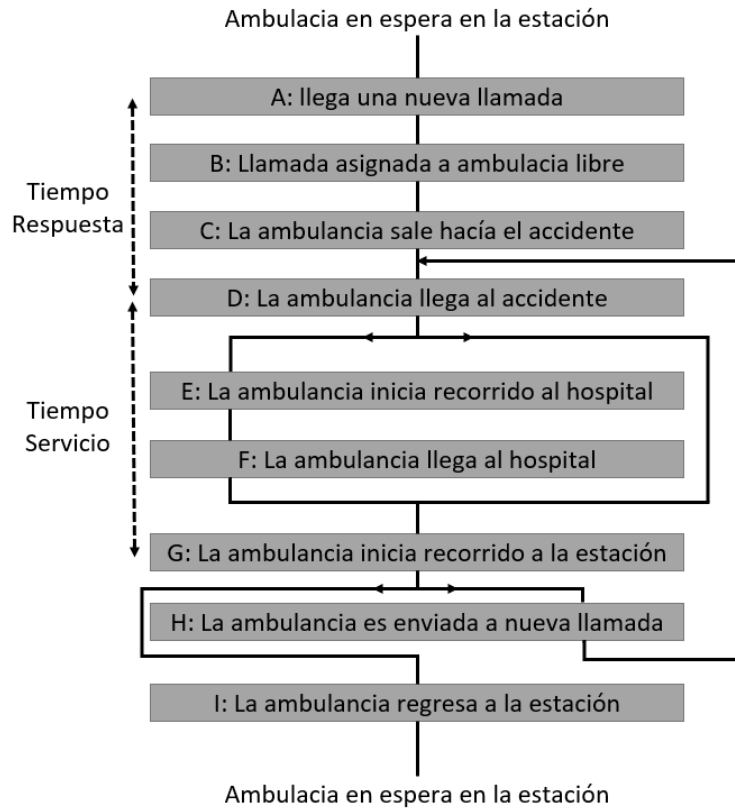 Ambulacia en espera en la estación
A: llega una nueva llamada
B: Llamada asignada a ambulacia libre
Tiempo
Respuesta
C: La ambulancia sale hacía el accidente
D: La ambulancia llega al accidente
E: La ambulancia inicia recorrido al hospital
Tiempo
Servicio
F: La ambulancia llega al hospital
G: La ambulancia inicia recorrido a la estación
H: La ambulancia es enviada a nueva llamada
I: La ambulancia regresa a la estación
Ambulacia en espera en la estación